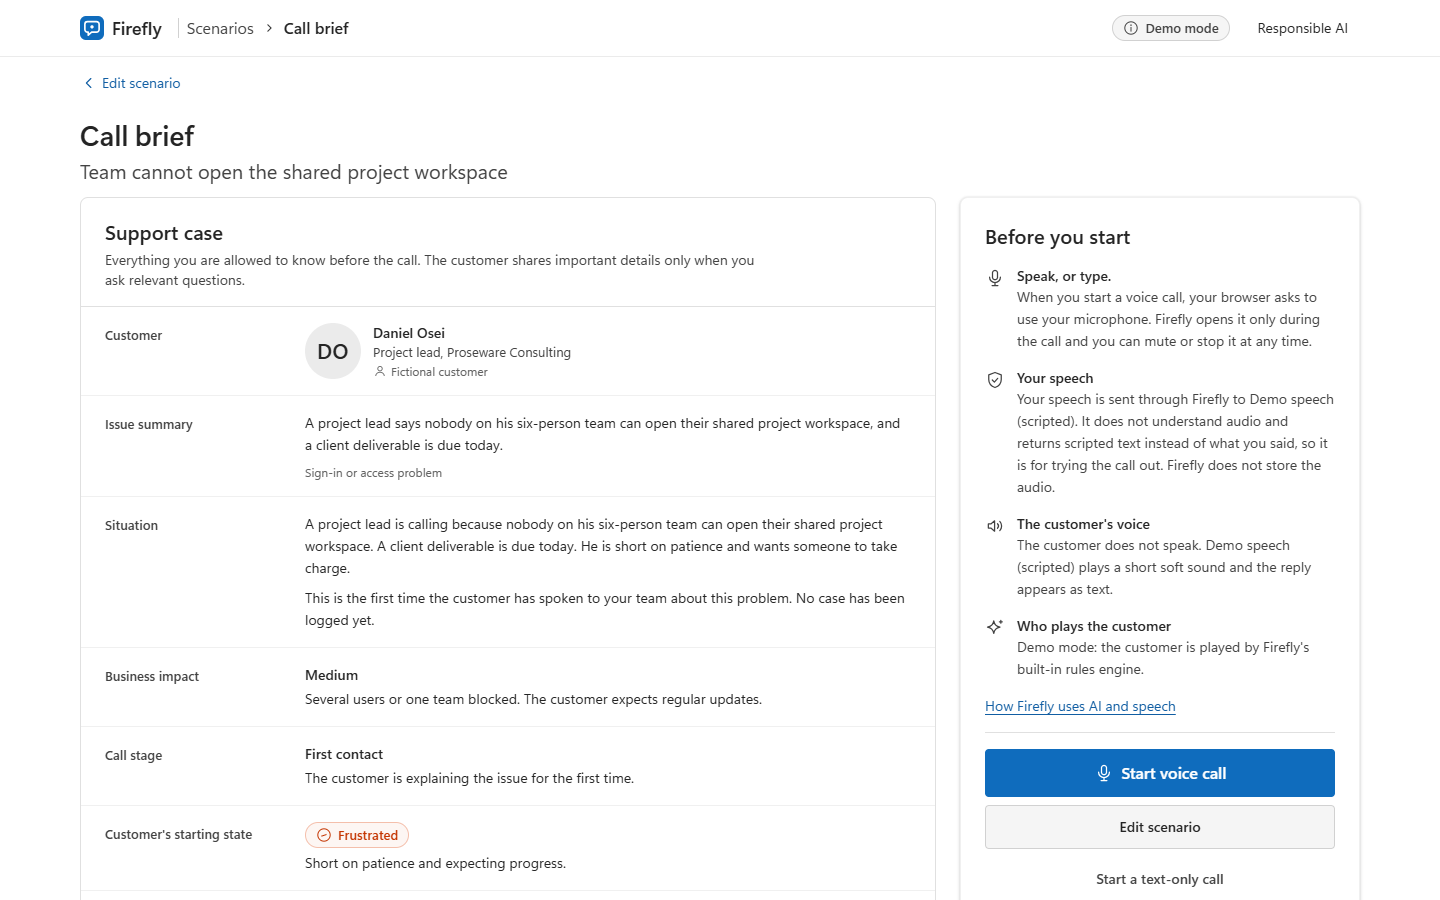 Firefly
Scenarios
Call brief
Demo mode
Responsible AI
Edit scenario
Call brief
Team cannot open the shared project workspace
Support case
Everything you are allowed to know before the call. The customer shares important details only when you
ask relevant questions.
Customer
DO
Daniel Osei
Project lead, Proseware Consulting
Fictional customer
Issue summary
A project lead says nobody on his six-person team can open their shared project workspace, and
a client deliverable is due today.
Sign-in or access problem
Situation
A project lead is calling because nobody on his six-person team can open their shared project
workspace. A client deliverable is due today. He is short on patience and wants someone to take
charge.
This is the first time the customer has spoken to your team about this problem. No case has been
logged yet.
Business impact
Medium
Several users or one team blocked. The customer expects regular updates.
Call stage
First contact
The customer is explaining the issue for the first time.
Customer's starting state
Frustrated
Short on patience and expecting progress.
Before you start
Speak, or type.
When you start a voice call, your browser asks to
use your microphone. Firefly opens it only during
the call and you can mute or stop it at any time.
Your speech
Your speech is sent through Firefly to Demo speech
(scripted). It does not understand audio and
returns scripted text instead of what you said, so it
is for trying the call out. Firefly does not store the
audio.
The customer's voice
The customer does not speak. Demo speech
(scripted) plays a short soft sound and the reply
appears as text.
Who plays the customer
Demo mode: the customer is played by Firefly's
built-in rules engine.
How Firefly uses AI and speech
Start voice call
Edit scenario
Start a text-only call